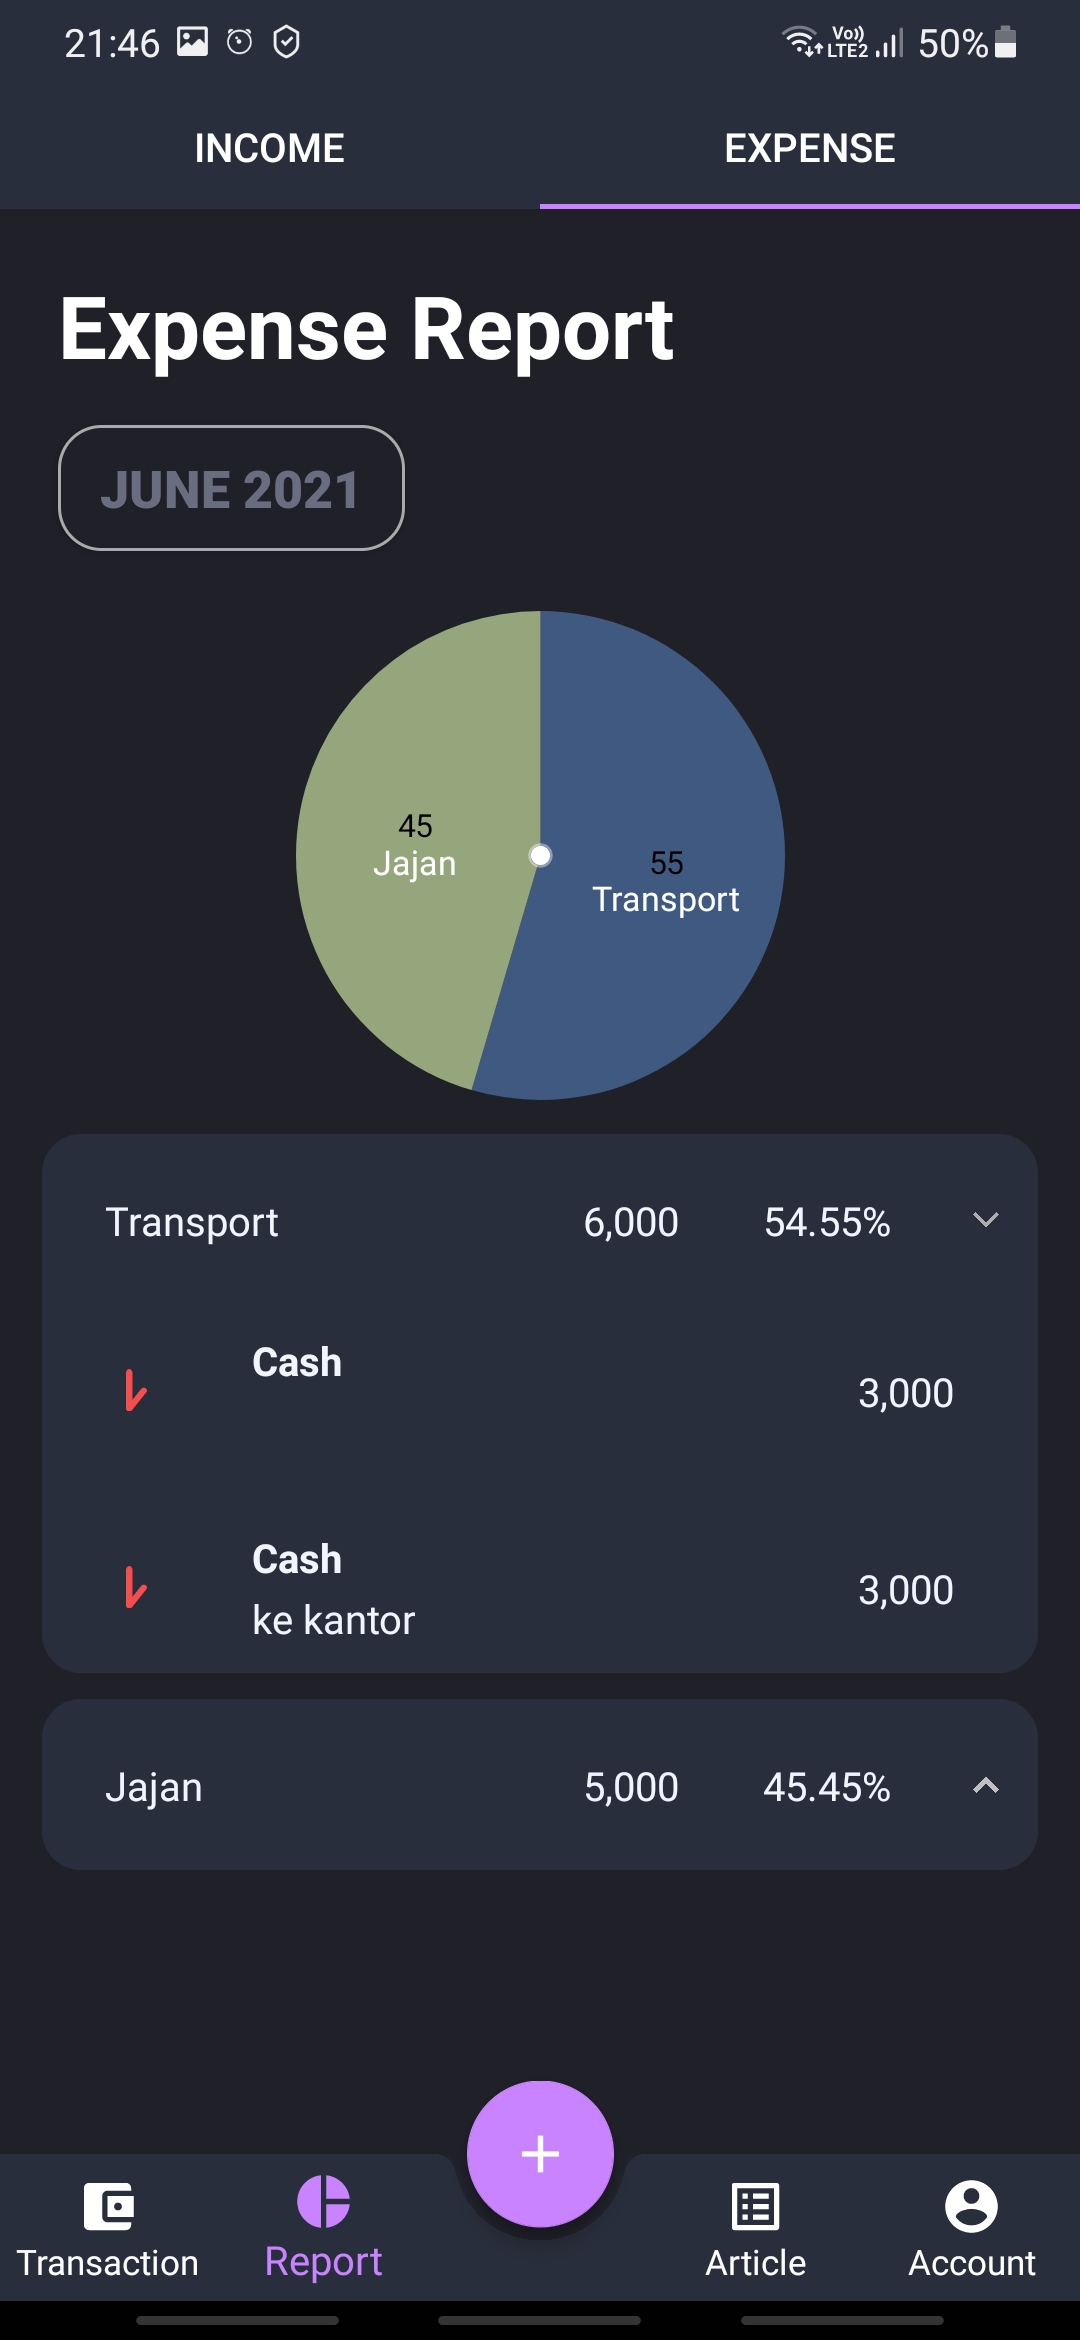 21:46 Vo)) LTE2 50%
INCOME EXPENSE
Expense Report
JUNE 2021
45
Jajan
55
Transport
Transport 6,000 54.55%
Cash
3,000
Cash
ke kantor
3,000
Jajan 5,000 45.45%
+
Transaction Report Article Account